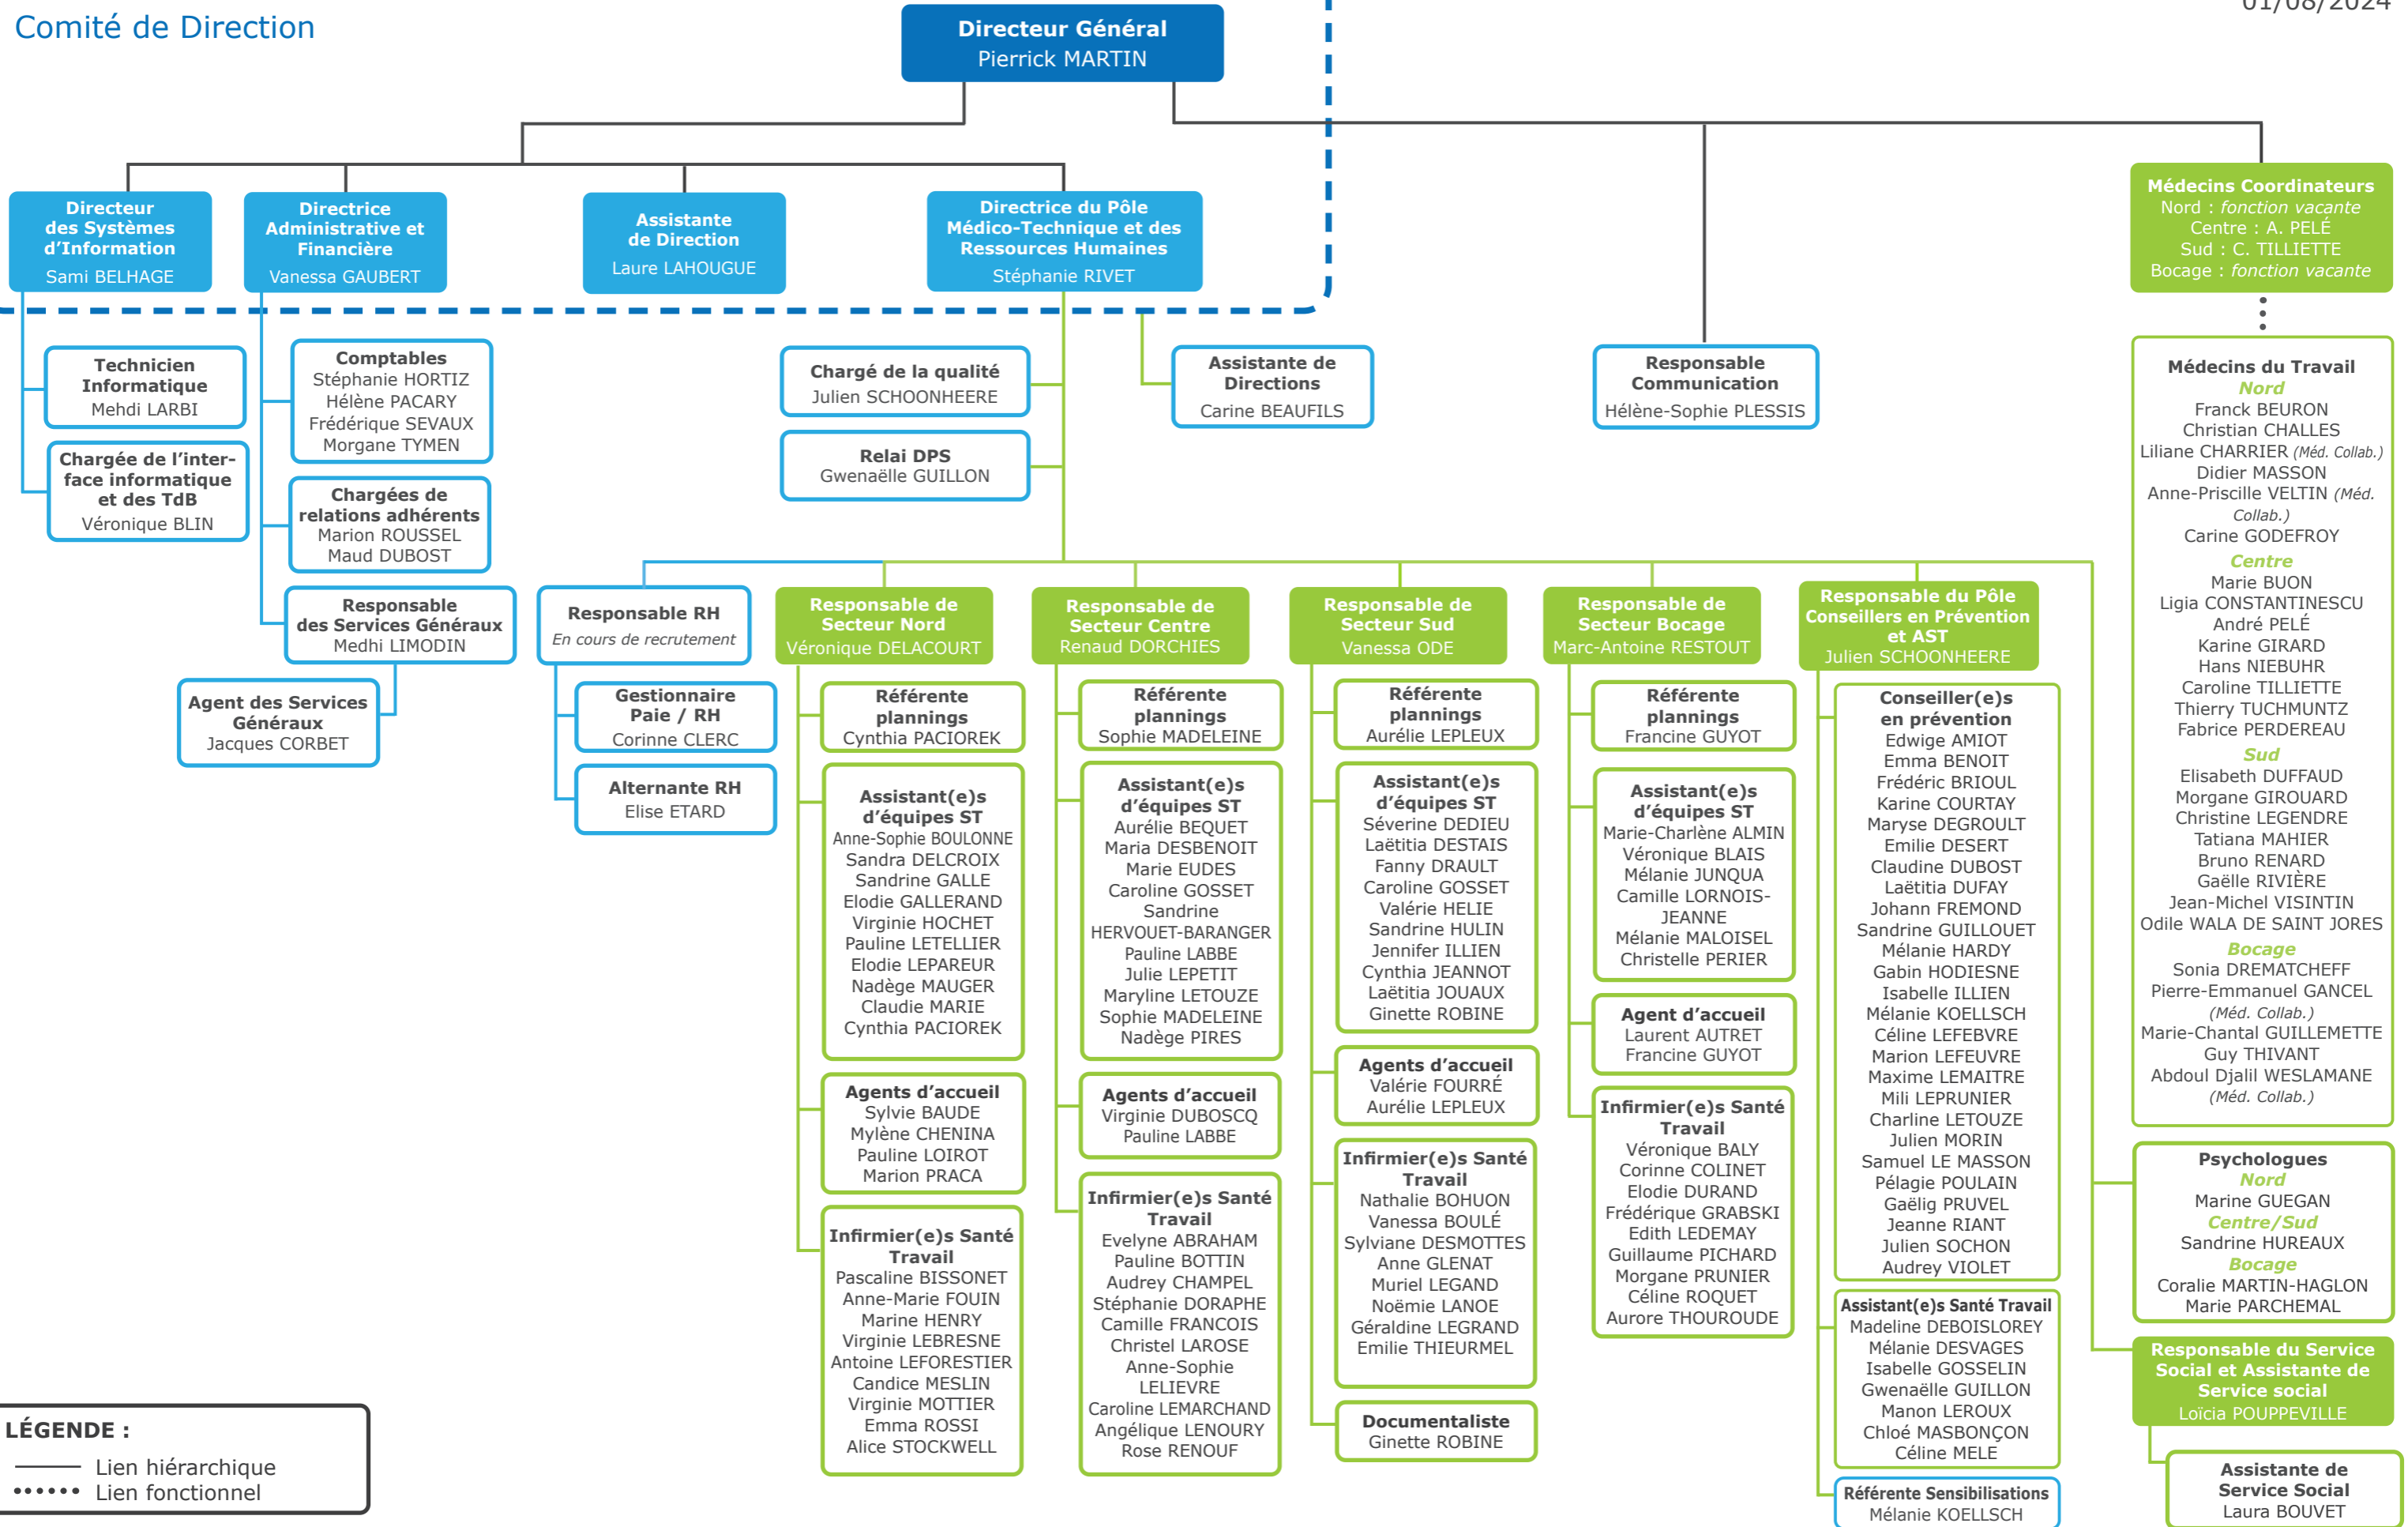 Comité de Direction
01/08/2024
Directeur Général
Pierrick MARTIN
Directeur
des Systèmes
d'Information
Sami BELHAGE
Directrice
Administrative et
Financière
Vanessa GAUBERT
Assistante
de Direction
Laure LAHOUGUE
Directrice du Pôle
Médico-Technique et des
Ressources Humaines
Stéphanie RIVET
Médecins Coordinateurs
Nord : fonction vacante
Centre : A. PELÉ
Sud : C. TILLIETTE
Bocage : fonction vacante
Technicien
Informatique
Mehdi LARBI
Chargée de l'inter-
face informatique
et des TdB
Véronique BLIN
Comptables
Stéphanie HORTIZ
Hélène PACARY
Frédérique SEVAUX
Morgane TYMEN
Chargées de
relations adhérents
Marion ROUSSEL
Maud DUBOST
Responsable
des Services Généraux
Medhi LIMODIN
Agent des Services
Généraux
Jacques CORBET
Chargé de la qualité
Julien SCHOONHEERE
Relai DPS
Gwenaëlle GUILLON
Assistante de
Directions
Carine BEAUFILS
Responsable
Communication
Hélène-Sophie PLESSIS
Responsable RH
En cours de recrutement
Gestionnaire
Paie / RH
Corinne CLERC
Alternante RH
Elise ETARD
Responsable de
Secteur Nord
Véronique DELACOURT
Référente
plannings
Cynthia PACIOREK
Assistant(e)s
d'équipes ST
Anne-Sophie BOULONNE
Sandra DELCROIX
Sandrine GALLE
Elodie GALLERAND
Virginie HOCHET
Pauline LETELLIER
Elodie LEPAREUR
Nadège MAUGER
Claudie MARIE
Cynthia PACIOREK
Agents d'accueil
Sylvie BAUDE
Mylène CHENINA
Pauline LOIROT
Marion PRACA
Infirmier(e)s Santé
Travail
Pascaline BISSONET
Anne-Marie FOUIN
Marine HENRY
Virginie LEBRESNE
Antoine LEFORESTIER
Candice MESLIN
Virginie MOTTIER
Emma ROSSI
Alice STOCKWELL
Responsable de
Secteur Centre
Renaud DORCHIES
Référente
plannings
Sophie MADELEINE
Assistant(e)s
d'équipes ST
Aurélie BEQUET
Maria DESBENOIT
Marie EUDES
Caroline GOSSET
Sandrine
HERVOUET-BARANGER
Pauline LABBE
Julie LEPETIT
Maryline LETOUZE
Sophie MADELEINE
Nadège PIRES
Agents d'accueil
Virginie DUBOSCQ
Pauline LABBE
Infirmier(e)s Santé
Travail
Evelyne ABRAHAM
Pauline BOTTIN
Audrey CHAMPEL
Stéphanie DORAPHE
Camille FRANCOIS
Christel LAROSE
Anne-Sophie
LELIEVRE
Caroline LEMARCHAND
Angélique LENOURY
Rose RENOUF
Responsable de
Secteur Sud
Vanessa ODE
Référente
plannings
Aurélie LEPLEUX
Assistant(e)s
d'équipes ST
Séverine DEDIEU
Laëtitia DESTAIS
Fanny DRAULT
Caroline GOSSET
Valérie HELIE
Sandrine HULIN
Jennifer ILLIEN
Cynthia JEANNOT
Laëtitia JOUAUX
Ginette ROBINE
Agents d'accueil
Valérie FOURRÉ
Aurélie LEPLEUX
Infirmier(e)s Santé
Travail
Nathalie BOHUON
Vanessa BOULÉ
Sylviane DESMOTTES
Anne GLENAT
Muriel LEGAND
Noëmie LANOE
Géraldine LEGRAND
Emilie THIEURMEL
Documentaliste
Ginette ROBINE
Responsable de
Secteur Bocage
Marc-Antoine RESTOUT
Référente
plannings
Francine GUYOT
Assistant(e)s
d'équipes ST
Marie-Charlène ALMIN
Véronique BLAIS
Mélanie JUNQUA
Camille LORNOIS-
JEANNE
Mélanie MALOISEL
Christelle PERIER
Agent d'accueil
Laurent AUTRET
Francine GUYOT
Infirmier(e)s Santé
Travail
Véronique BALY
Corinne COLINET
Elodie DURAND
Frédérique GRABSKI
Edith LEDEMAY
Guillaume PICHARD
Morgane PRUNIER
Céline ROQUET
Aurore THOUROUDE
Responsable du Pôle
Conseillers en Prévention
et AST
Julien SCHOONHEERE
Conseiller(e)s
en prévention
Edwige AMIOT
Emma BENOIT
Frédéric BRIOUL
Karine COURTAY
Maryse DEGROULT
Emilie DESERT
Claudine DUBOST
Laëtitia DUFAY
Johann FREMOND
Sandrine GUILLOUET
Mélanie HARDY
Gabin HODIESNE
Isabelle ILLIEN
Mélanie KOELLSCH
Céline LEFEBVRE
Marion LEFEUVRE
Maxime LEMAITRE
Mili LEPRUNIER
Charline LETOUZE
Julien MORIN
Samuel LE MASSON
Pélagie POULAIN
Gaëlig PRUVEL
Jeanne RIANT
Julien SOCHON
Audrey VIOLET
Assistant(e)s Santé Travail
Madeline DEBOISLOREY
Mélanie DESVAGES
Isabelle GOSSELIN
Gwenaëlle GUILLON
Manon LEROUX
Chloé MASBONÇON
Céline MELE
Référente Sensibilisations
Mélanie KOELLSCH
Médecins du Travail
Nord
Franck BEURON
Christian CHALLES
Liliane CHARRIER (Méd. Collab.)
Didier MASSON
Anne-Priscille VELTIN (Méd.
Collab.)
Carine GODEFROY
Centre
Marie BUON
Ligia CONSTANTINESCU
André PELÉ
Karine GIRARD
Hans NIEBUHR
Caroline TILLIETTE
Thierry TUCHMUNTZ
Fabrice PERDEREAU
Sud
Elisabeth DUFFAUD
Morgane GIROUARD
Christine LEGENDRE
Tatiana MAHIER
Bruno RENARD
Gaëlle RIVIÈRE
Jean-Michel VISINTIN
Odile WALA DE SAINT JORES
Bocage
Sonia DREMATCHEFF
Pierre-Emmanuel GANCEL
(Méd. Collab.)
Marie-Chantal GUILLEMETTE
Guy THIVANT
Abdoul Djalil WESLAMANE
(Méd. Collab.)
Psychologues
Nord
Marine GUEGAN
Centre/Sud
Sandrine HUREAUX
Bocage
Coralie MARTIN-HAGLON
Marie PARCHEMAL
Responsable du Service
Social et Assistante de
Service social
Loïcia POUPPEVILLE
Assistante de
Service Social
Laura BOUVET
LÉGENDE :
Lien hiérarchique
Lien fonctionnel